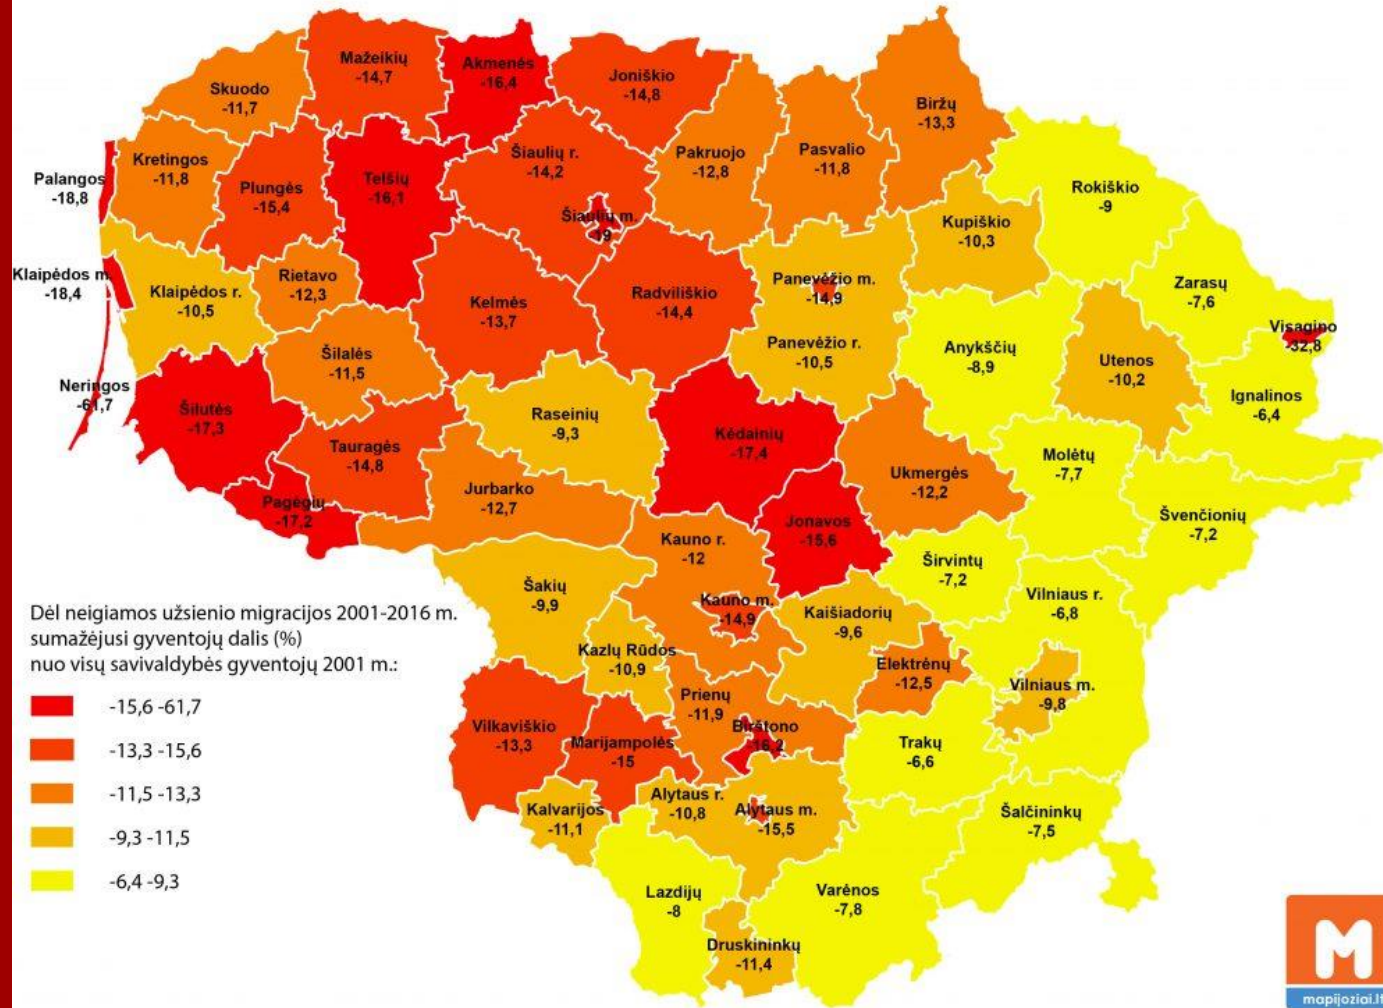 Mažeikių
-14,7
Akmenės
-16,4
Joniškio
-14,8
Skuodo
-11,7
Biržų
-13,3
Kretingos
-11,8
Plungės
-15,4
Telšių
-16,1
Šiaulių r.
-14,2
Pakruojo
-12,8
Pasvalio
-11,8
Palangos
-18,8
Rokiškio
-9
Šiaulių m.
-19
Kupiškio
-10,3
Klaipėdos m.
-18,4
Klaipėdos r.
-10,5
Rietavo
-12,3
Kelmės
-13,7
Radviliškio
-14,4
Panevėžio m.
-14,9
Zarasų
-7,6
Visagino
-32,8
Šilalės
-11,5
Panevėžio r.
-10,5
Anykščių
-8,9
Utenos
-10,2
Neringos
-61,7
Šilutės
-17,3
Raseinių
-9,3
Ignalinos
-6,4
Tauragės
-14,8
Kėdainių
-17,4
Ukmergės
-12,2
Molėtų
-7,7
Pagėgių
-17,2
Jurbarko
-12,7
Jonavos
-15,6
Švenčionių
-7,2
Kauno r.
-12
Širvintų
-7,2
Šakių
-9,9
Kauno m.
-14,9
Kaišiadorių
-9,6
Vilniaus r.
-6,8
Dėl neigiamos užsienio migracijos 2001-2016 m.
sumažėjusi gyventojų dalis (%)
nuo visų savivaldybės gyventojų 2001 m.:
-15,6 -61,7
-13,3 -15,6
-11,5 -13,3
-9,3 -11,5
-6,4 -9,3
Kazlų Rūdos
-10,9
Elektrėnų
-12,5
Vilniaus m.
-9,8
Prienų
-11,9
Vilkaviškio
-13,3
Marijampolės
-15
Birštono
-16,2
Trakų
-6,6
Kalvarijos
-11,1
Alytaus r.
-10,8
Alytaus m.
-15,5
Šalčininkų
-7,5
Lazdijų
-8
Varėnos
-7,8
Druskininkų
-11,4
M
mapijoziai.lt